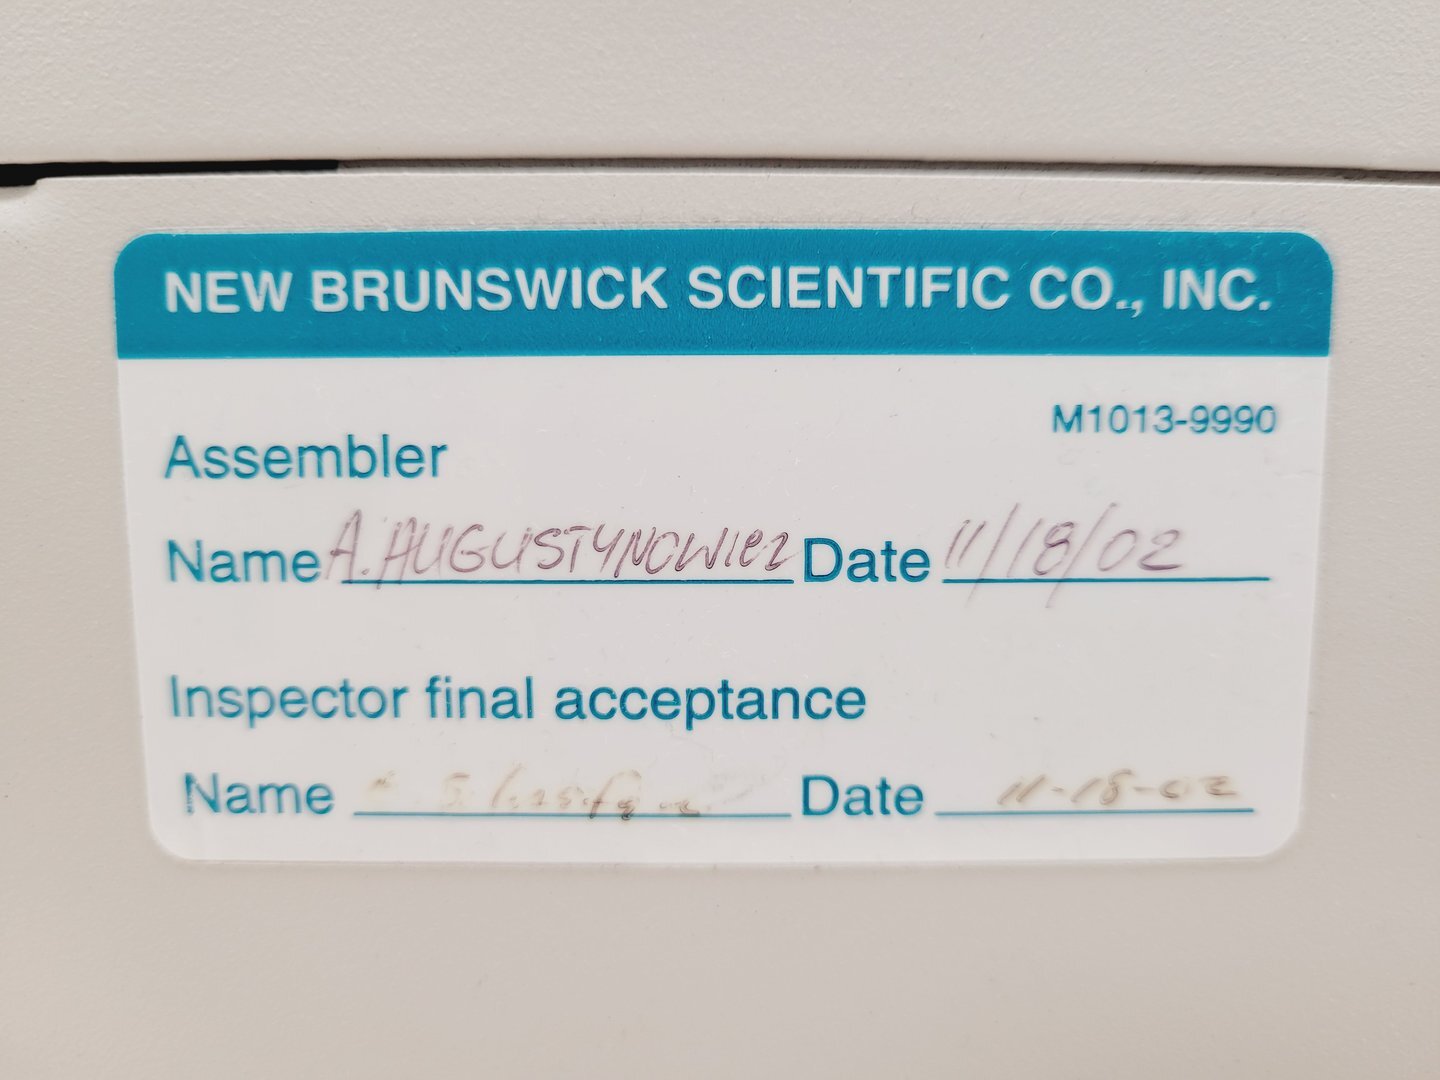 NEW BRUNSWICK SCIENTIFIC CO., INC.
M1013-9990
Assembler
Name A. AUGUSTYNOWIEZ Date 11/18/02
Inspector final acceptance
Name Date 11-18-02